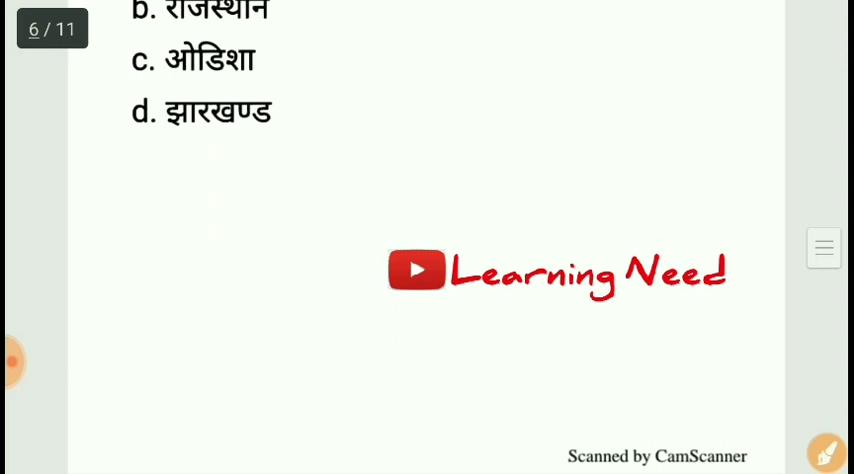 b. राजस्थान
6 / 11
c. ओडिशा
d. झारखण्ड
Learning Need
Scanned by CamScanner